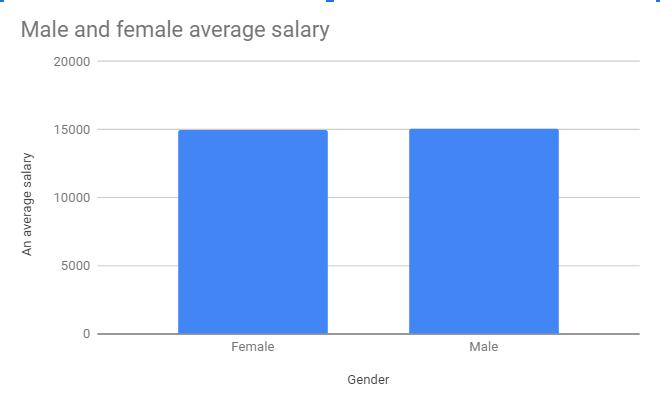 Male and female average salary
20000
15000
10000
5000
0
An average salary
Female Male
Gender